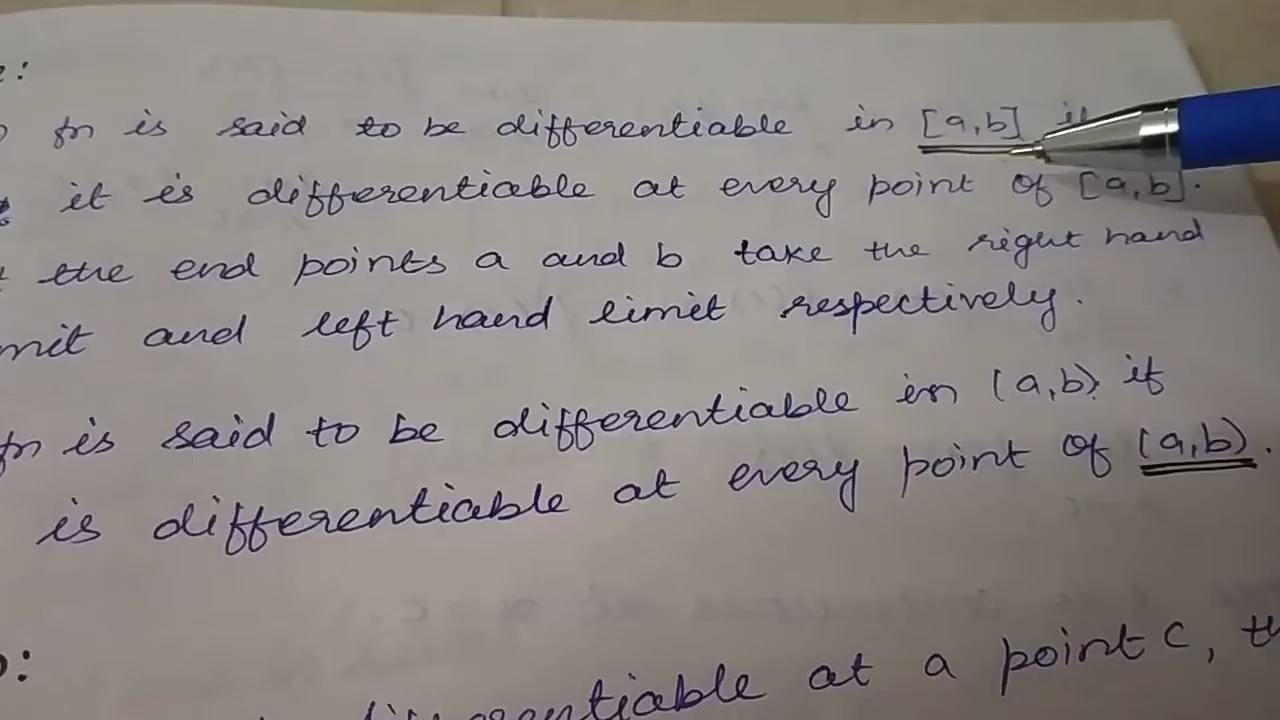 fn is said to be differentiable in [a,b] if
it is differentiable at every point of [a,b].
the end points a and b take the right hand
and left hand limit respectively.
fn is said to be differentiable in (a,b) if
is differentiable at every point of (a,b).
differentiable at a point c,